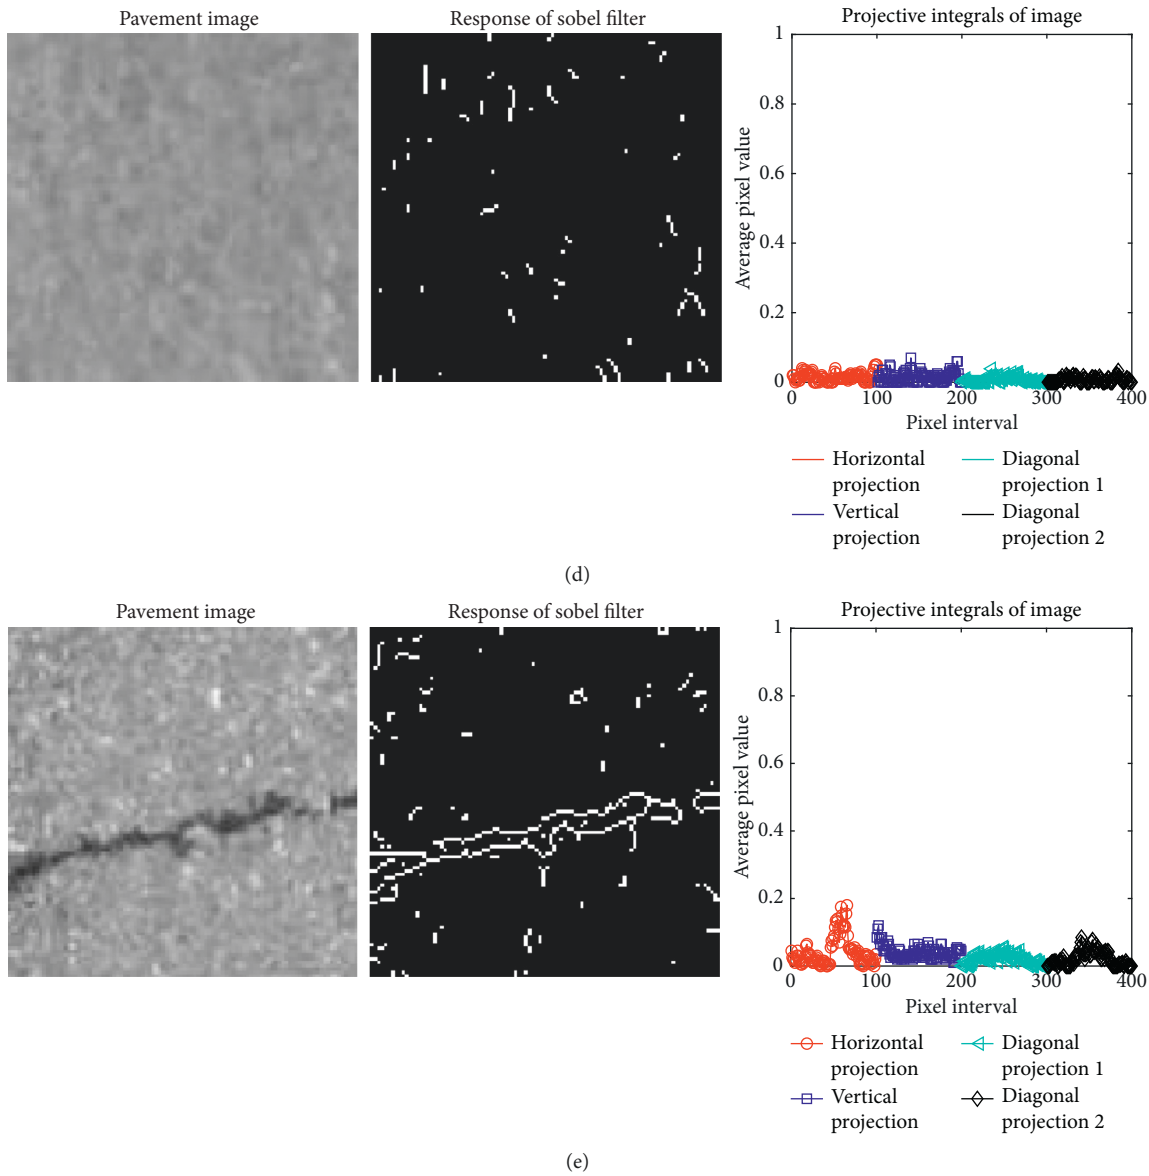 Pavement image
Response of sobel filter
Projective integrals of image
1
0.8
0.6
0.4
0.2
0
Average pixel value
0 100 200 300 400
Pixel interval
Horizontal projection
Vertical projection
Diagonal projection 1
Diagonal projection 2
(d)
Pavement image
Response of sobel filter
Projective integrals of image
1
0.8
0.6
0.4
0.2
0
Average pixel value
0 100 200 300 400
Pixel interval
Horizontal projection
Vertical projection
Diagonal projection 1
Diagonal projection 2
(e)